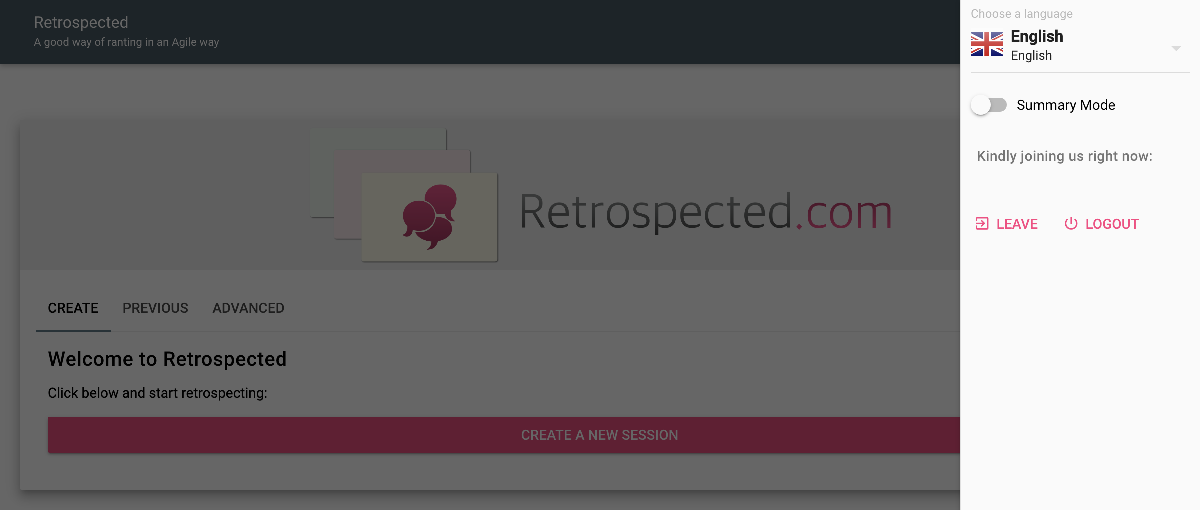 Retrospected
A good way of ranting in an Agile way
Retrospected.com
CREATE PREVIOUS ADVANCED
Welcome to Retrospected
Click below and start retrospecting:
CREATE A NEW SESSION
Choose a language
English
English
Summary Mode
Kindly joining us right now:
LEAVE LOGOUT